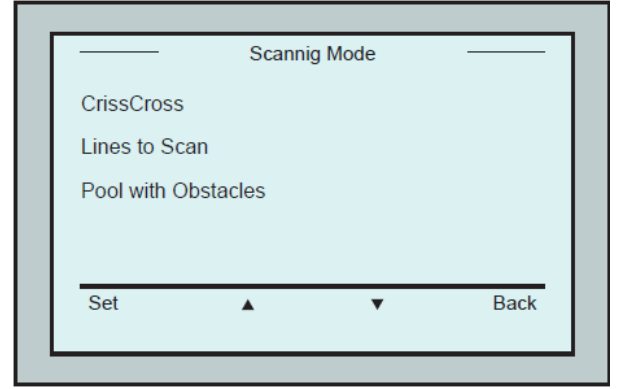 Scannig Mode
CrissCross
Lines to Scan
Pool with Obstacles
Set ▲ ▼ Back